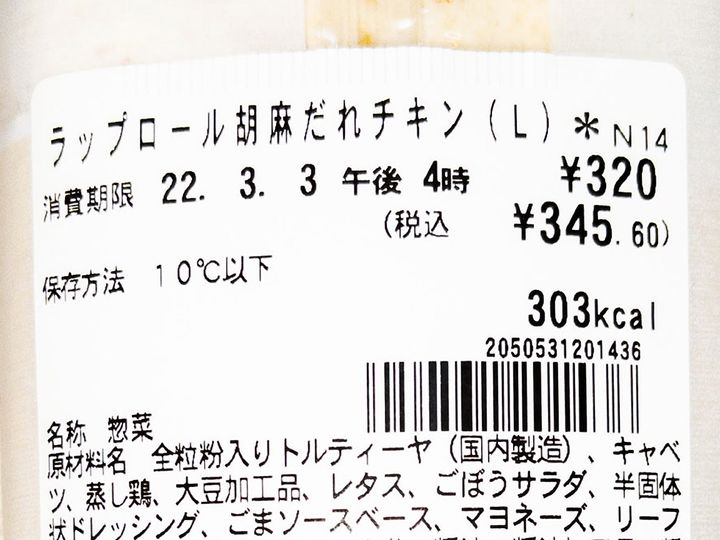 ラップロール胡麻だれチキン(L)＊N14
消費期限 22. 3. 3 午後 4時 ¥320
(税込 ¥345.60)
保存方法 10℃以下
303kcal
2050531201436
名称 惣菜
原材料名 全粒粉入りトルティーヤ(国内製造)、キャベ
ツ、蒸し鶏、大豆加工品、レタス、ごぼうサラダ、半固体
状ドレッシング、ごまソースベース、マヨネーズ、リーフ